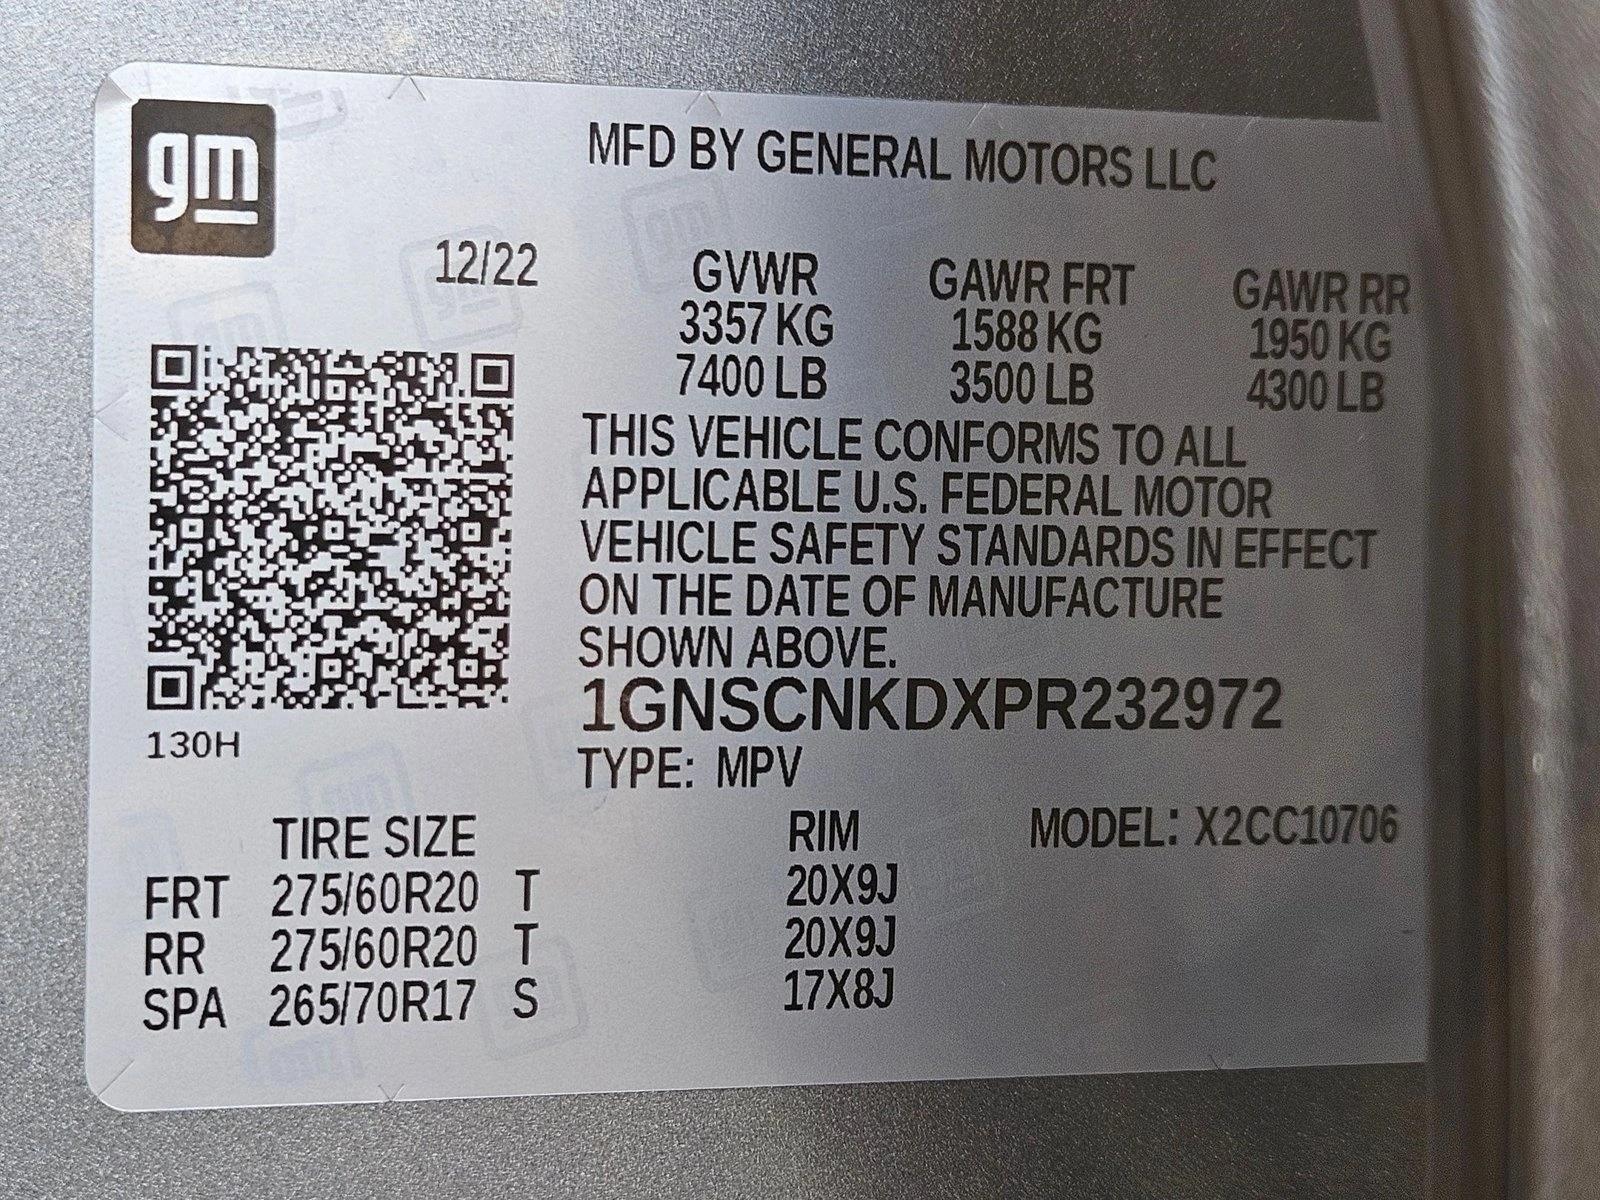 gm
MFD BY GENERAL MOTORS LLC
12/22
GVWR GAWR FRT GAWR RR
3357 KG 1588 KG 1950 KG
7400 LB 3500 LB 4300 LB
THIS VEHICLE CONFORMS TO ALL
APPLICABLE U.S. FEDERAL MOTOR
VEHICLE SAFETY STANDARDS IN EFFECT
ON THE DATE OF MANUFACTURE
SHOWN ABOVE.
1GNSCNKDXPR232972
130H
TYPE: MPV
TIRE SIZE RIM MODEL: X2CC10706
FRT 275/60R20 T 20X9J
RR 275/60R20 T 20X9J
SPA 265/70R17 S 17X8J